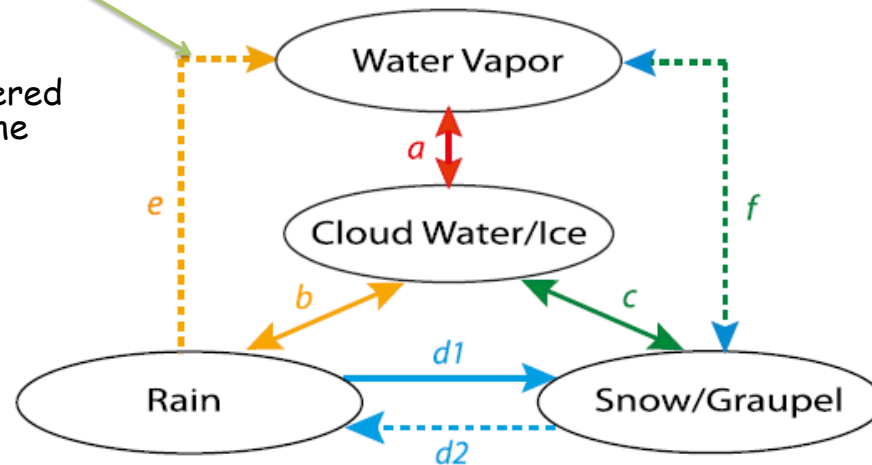 Water Vapor
ered
ne
a
e
f
Cloud Water/Ice
b
c
d1
Rain
Snow/Graupel
d2